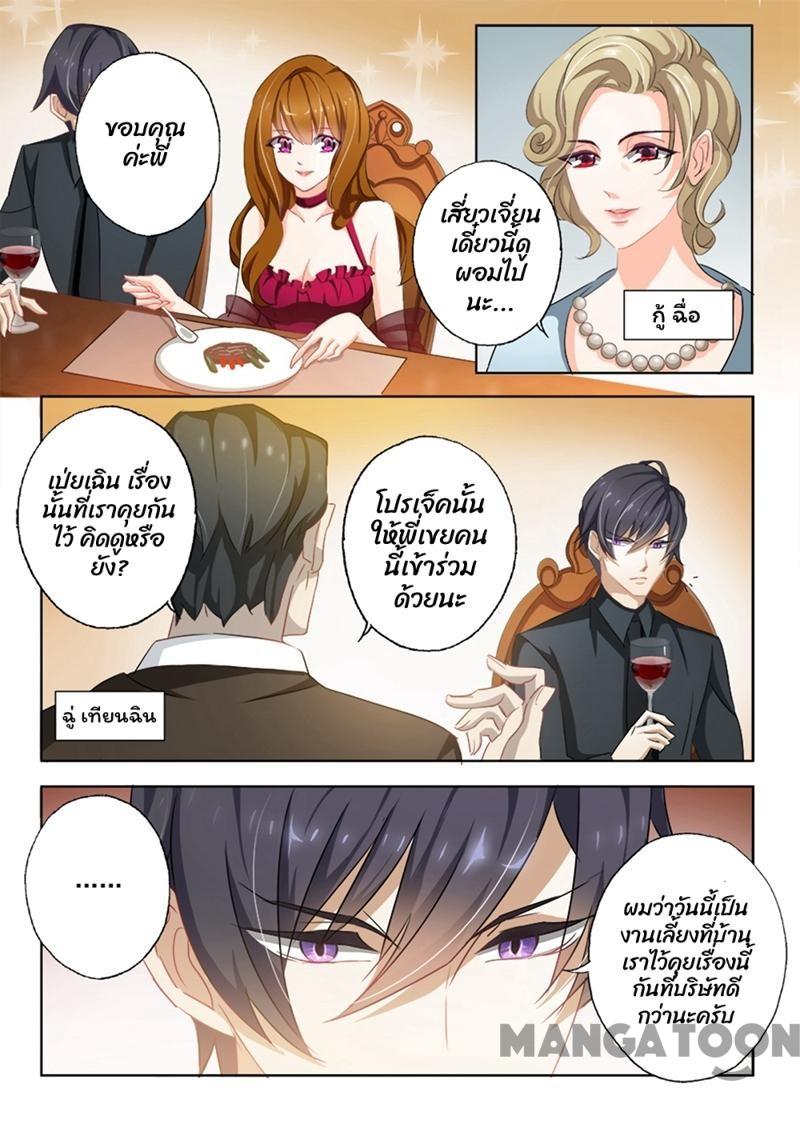 ขอบคุณ
ค่ะพี่
เสี่ยวเจี่ยน
เดี๋ยวนี้ดู
ผอมไป
นะ...
กู้ ฉื่อ
เป่ยเฉิน เรื่อง
นั้นที่เราคุยกัน
ไว้ คิดดูหรือ
ยัง?
โปรเจ็คนั้น
ให้พี่เขยคน
นี้เข้าร่วม
ด้วยนะ
ฉู่ เทียนฉิน
......
ผมว่าวันนี้เป็น
งานเลี้ยงที่บ้าน
เราไว้คุยเรื่องนี้
กันที่บริษัทดี
กว่านะครับ
MANGATOON